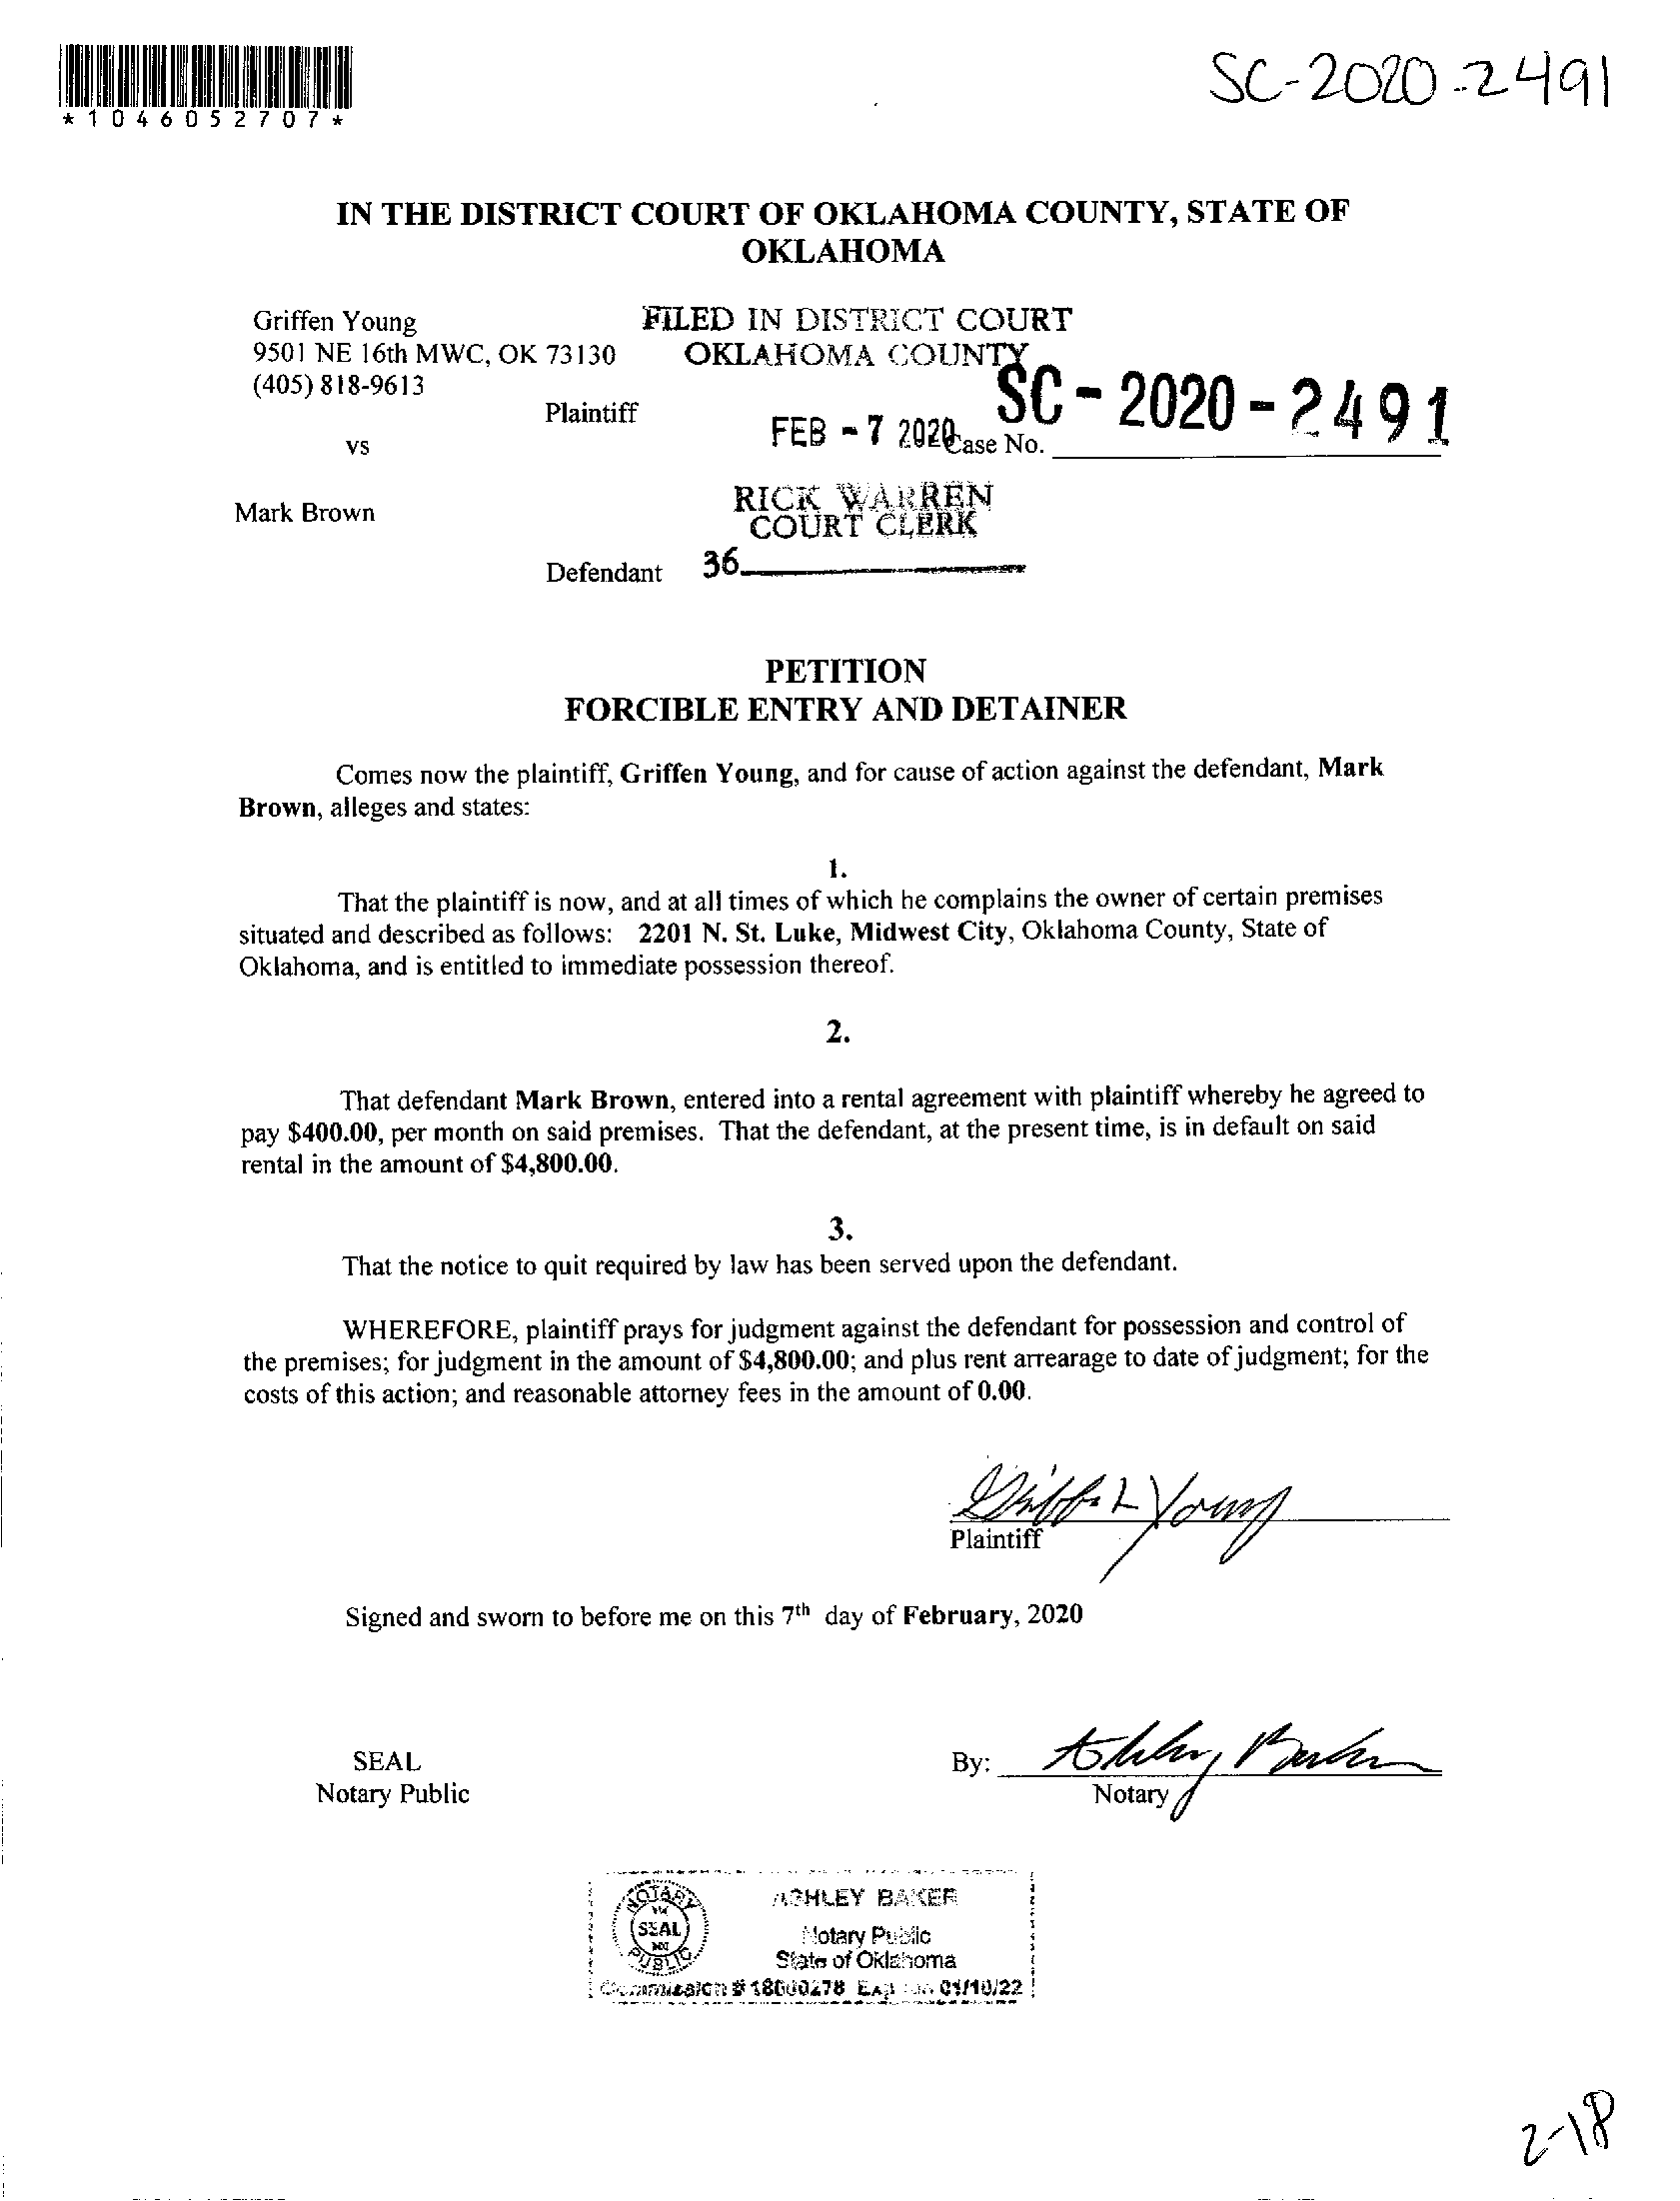 SC-2020-2491
*1046052707*
IN THE DISTRICT COURT OF OKLAHOMA COUNTY, STATE OF
OKLAHOMA
Griffen Young
9501 NE 16th MWC, OK 73130
(405) 818-9613
Plaintiff
vs
Mark Brown
Defendant
FILED IN DISTRICT COURT
OKLAHOMA COUNTY
FEB - 7 2020
Case No. SC - 2020 - 2491
RICK WARREN
COURT CLERK
36
PETITION
FORCIBLE ENTRY AND DETAINER
Comes now the plaintiff, Griffen Young, and for cause of action against the defendant, Mark
Brown, alleges and states:
1.
That the plaintiff is now, and at all times of which he complains the owner of certain premises
situated and described as follows: 2201 N. St. Luke, Midwest City, Oklahoma County, State of
Oklahoma, and is entitled to immediate possession thereof.
2.
That defendant Mark Brown, entered into a rental agreement with plaintiff whereby he agreed to
pay $400.00, per month on said premises. That the defendant, at the present time, is in default on said
rental in the amount of $4,800.00.
3.
That the notice to quit required by law has been served upon the defendant.
WHEREFORE, plaintiff prays for judgment against the defendant for possession and control of
the premises; for judgment in the amount of $4,800.00; and plus rent arrearage to date of judgment; for the
costs of this action; and reasonable attorney fees in the amount of 0.00.
Plaintiff
Signed and sworn to before me on this 7th day of February, 2020
SEAL
Notary Public
By: Ashley Baker
Notary
NOTARY
SEAL
PUBLIC
ASHLEY BAKER
Notary Public
State of Oklahoma
Commission # 18000278 01/10/22
2-18